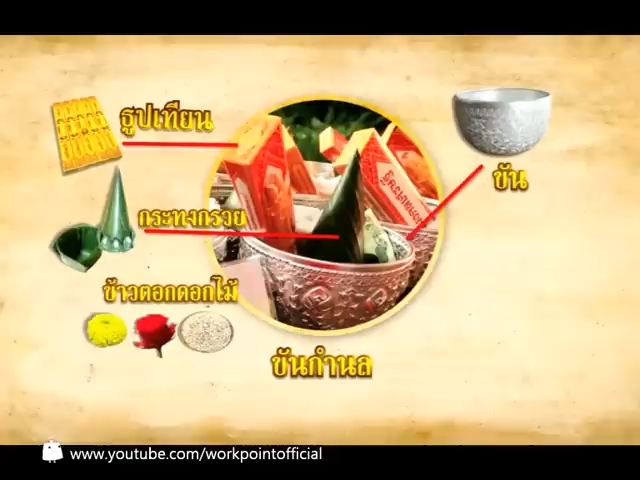 ธูปเทียน
ขัน
กระทงกรวย
ข้าวตอกดอกไม้
ขันกำนล
www.youtube.com/workpointofficial